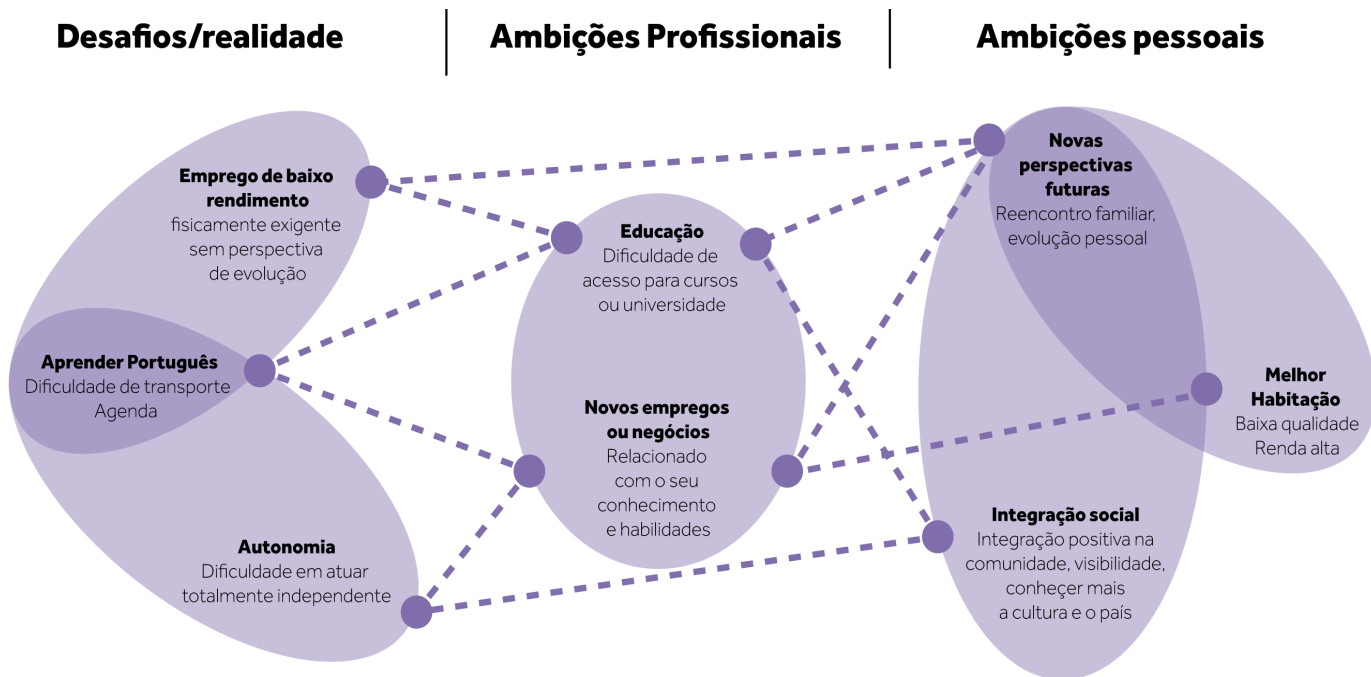 Desafios/realidade
Ambições Profissionais
Ambições pessoais
Emprego de baixo
rendimento
fisicamente exigente
sem perspectiva
de evolução
Aprender Português
Dificuldade de transporte
Agenda
Autonomia
Dificuldade em atuar
totalmente independente
Educação
Dificuldade de
acesso para cursos
ou universidade
Novos empregos
ou negócios
Relacionado
com o seu
conhecimento
e habilidades
Novas
perspectivas
futuras
Reencontro familiar,
evolução pessoal
Melhor
Habitação
Baixa qualidade
Renda alta
Integração social
Integração positiva na
comunidade, visibilidade,
conheçer mais
a cultura e o país